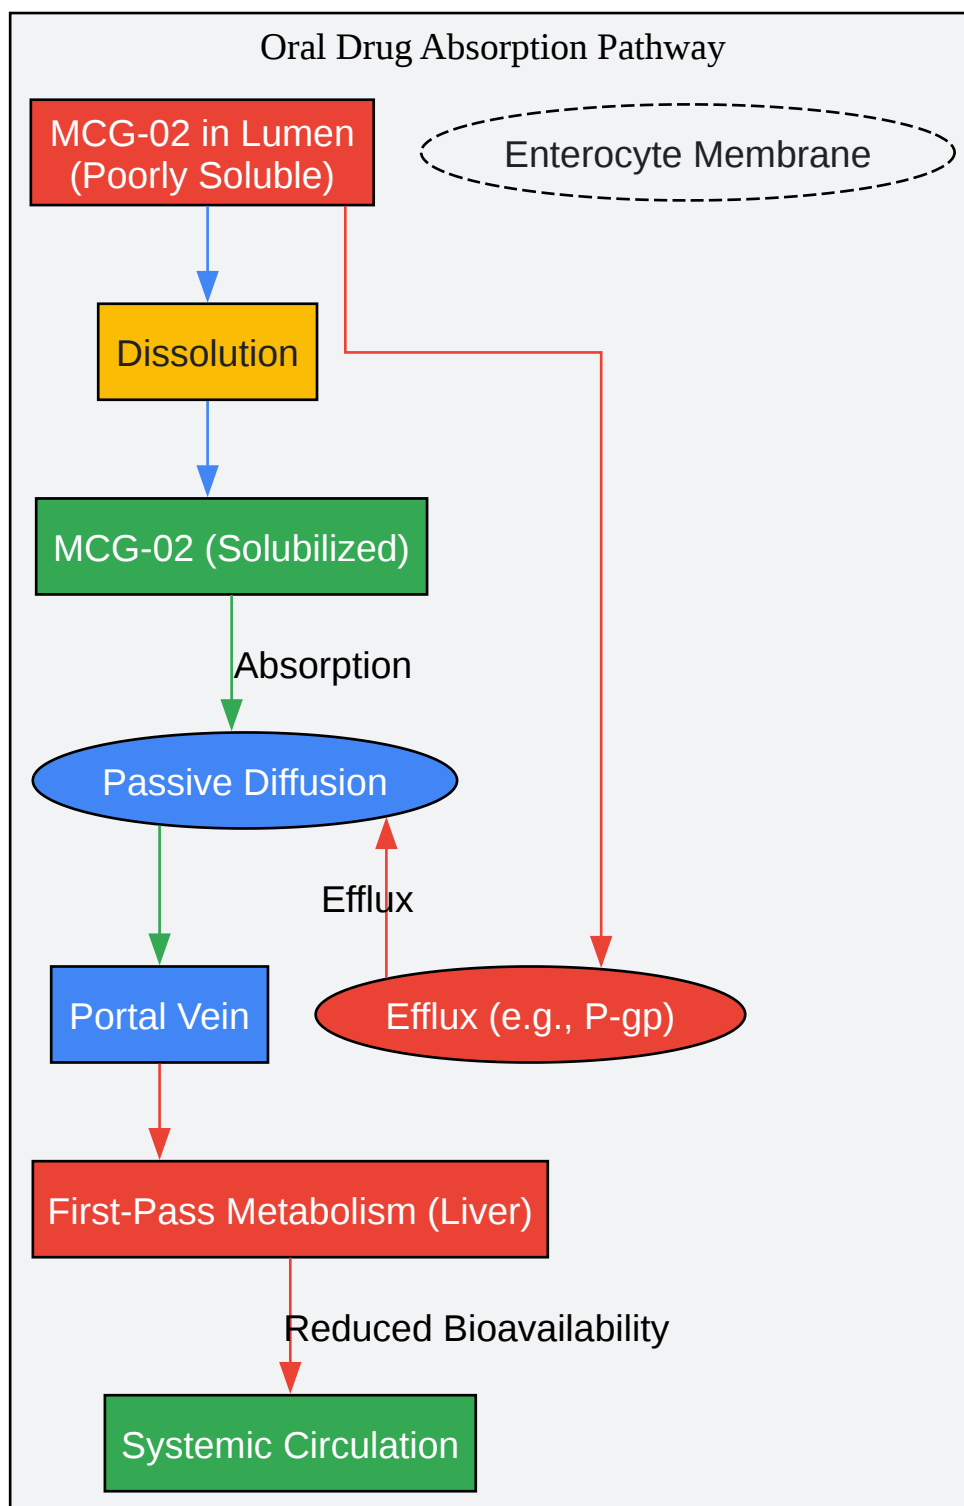 Oral Drug Absorption Pathway
MCG-02 in Lumen
(Poorly Soluble)
Enterocyte Membrane
Dissolution
MCG-02 (Solubilized)
Absorption
Passive Diffusion
Efflux
Portal Vein
Efflux (e.g., P-gp)
First-Pass Metabolism (Liver)
Reduced Bioavailability
Systemic Circulation